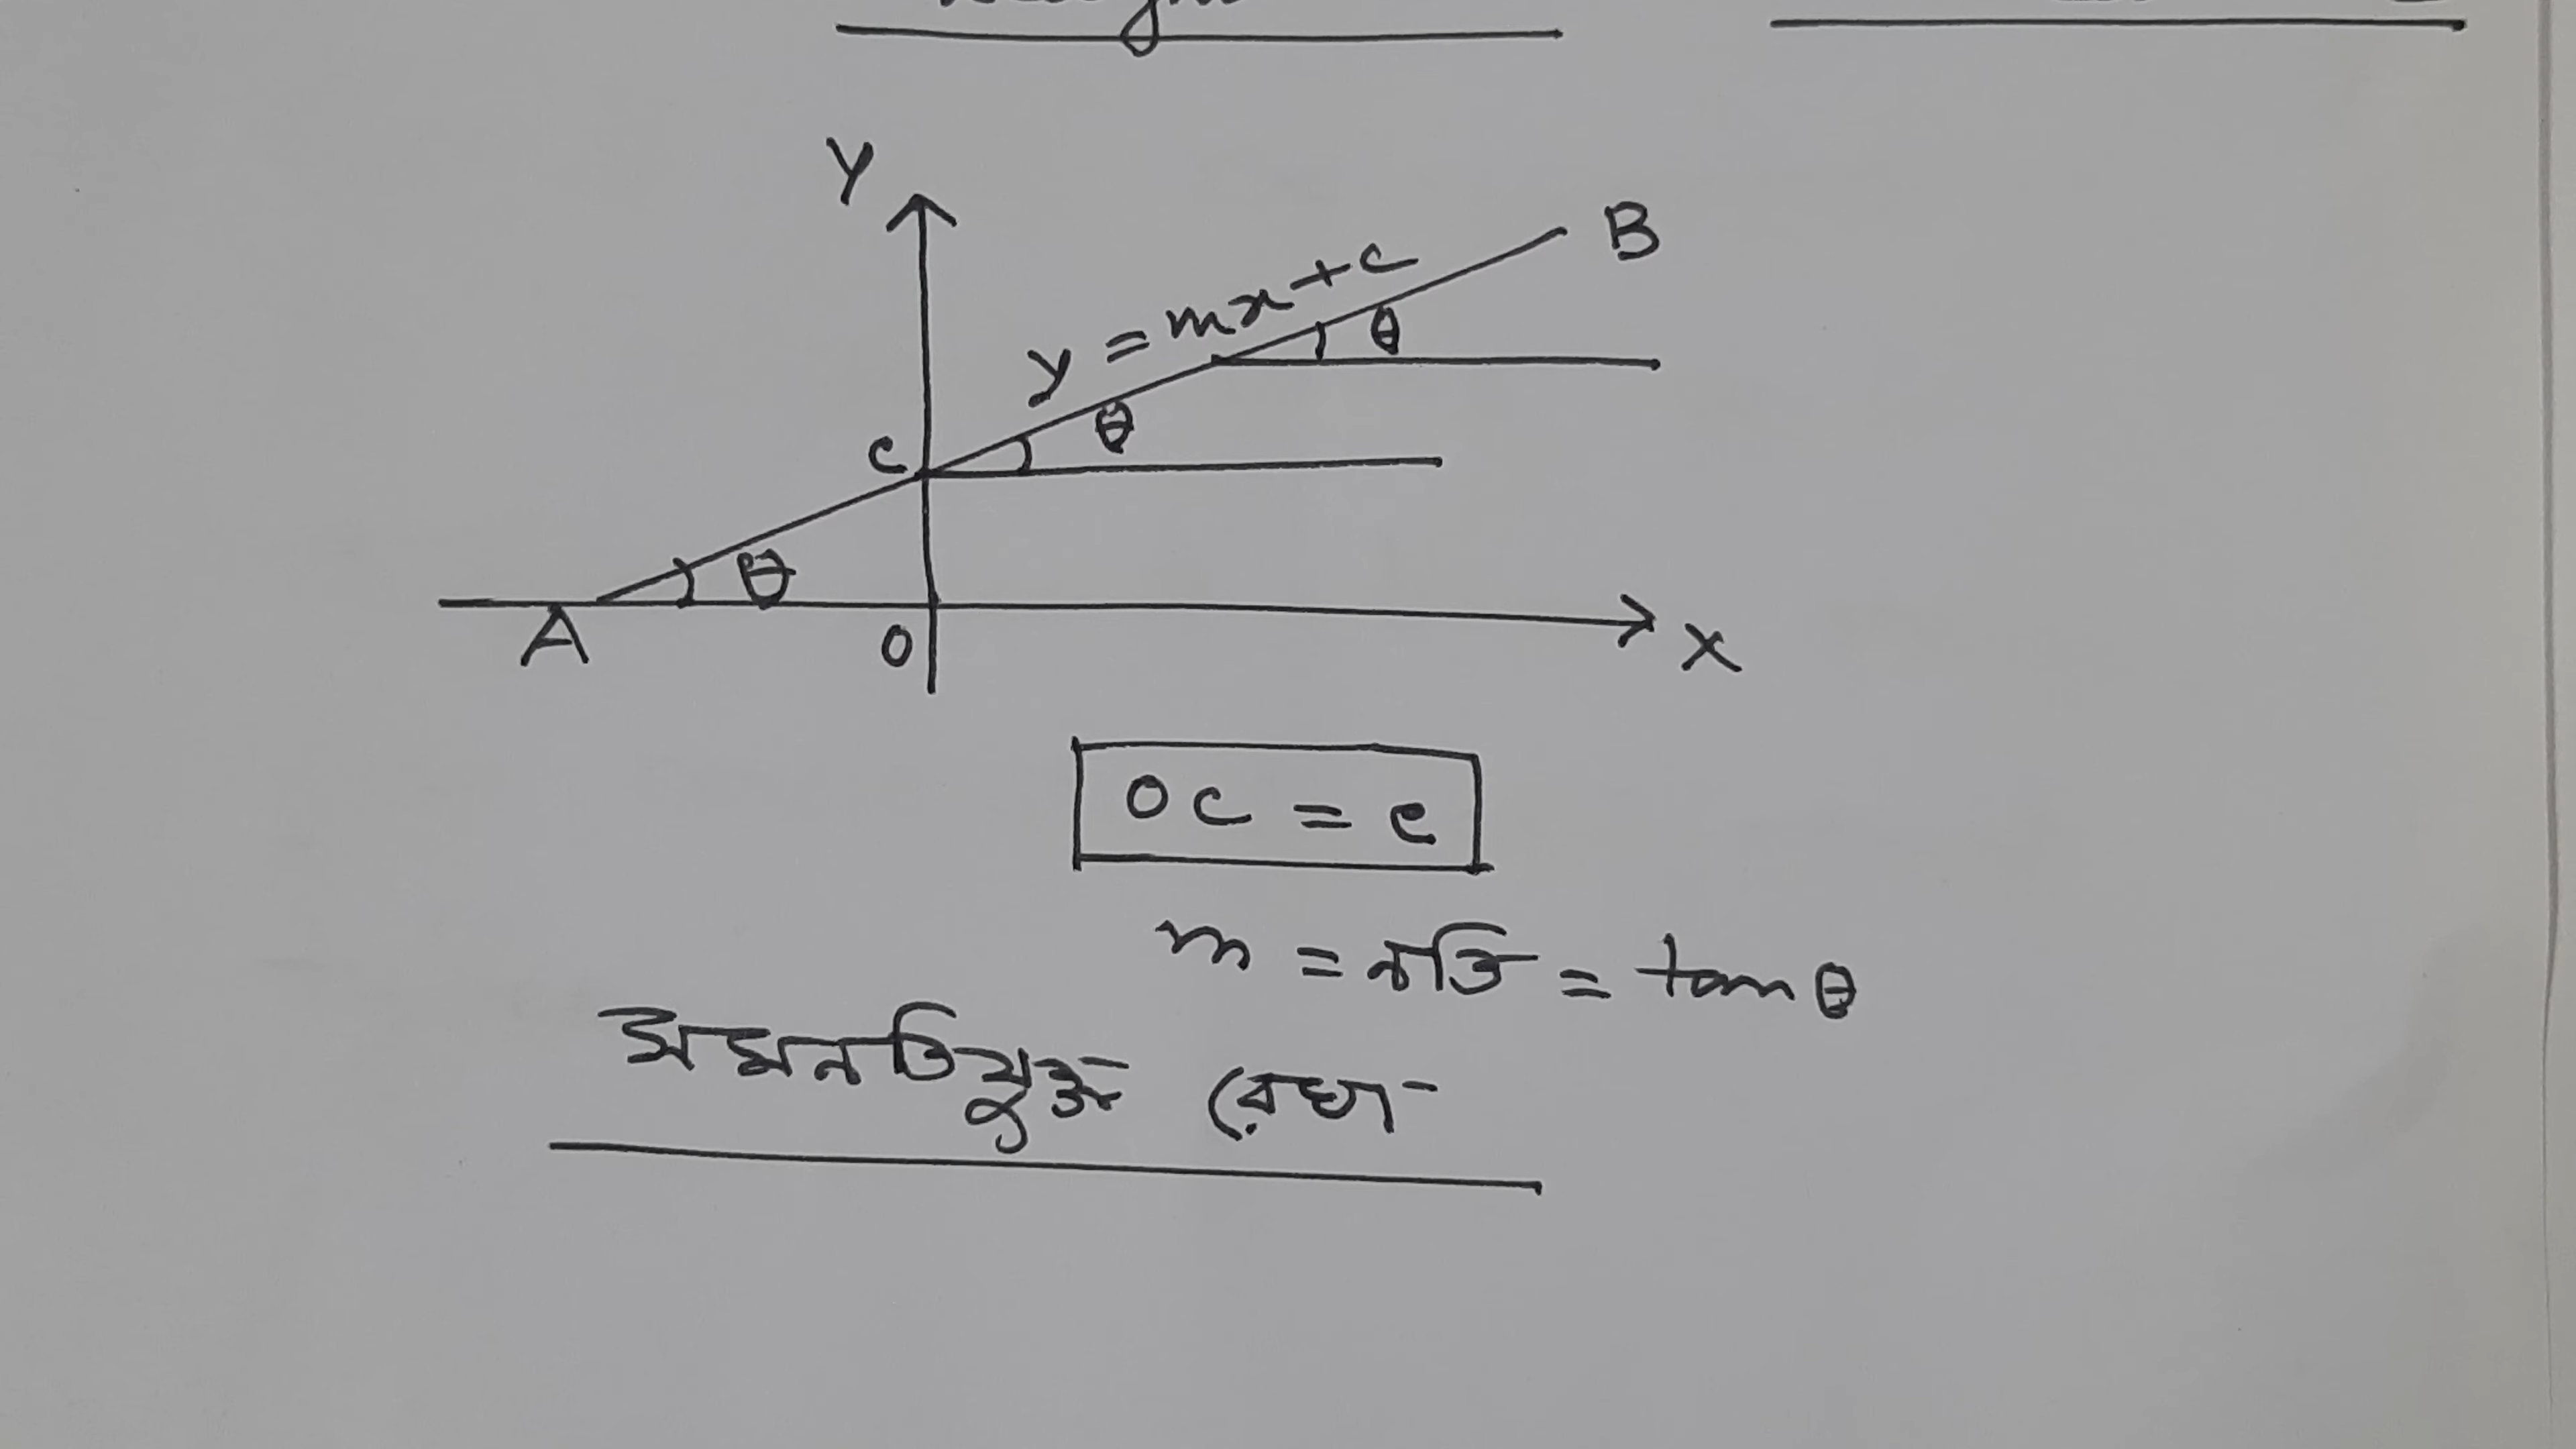 Y
B
y = mx + c
θ
θ
c
θ
A
O
X
OC = c
m = নতি = tan θ
সমনতিযুক্ত রেখা